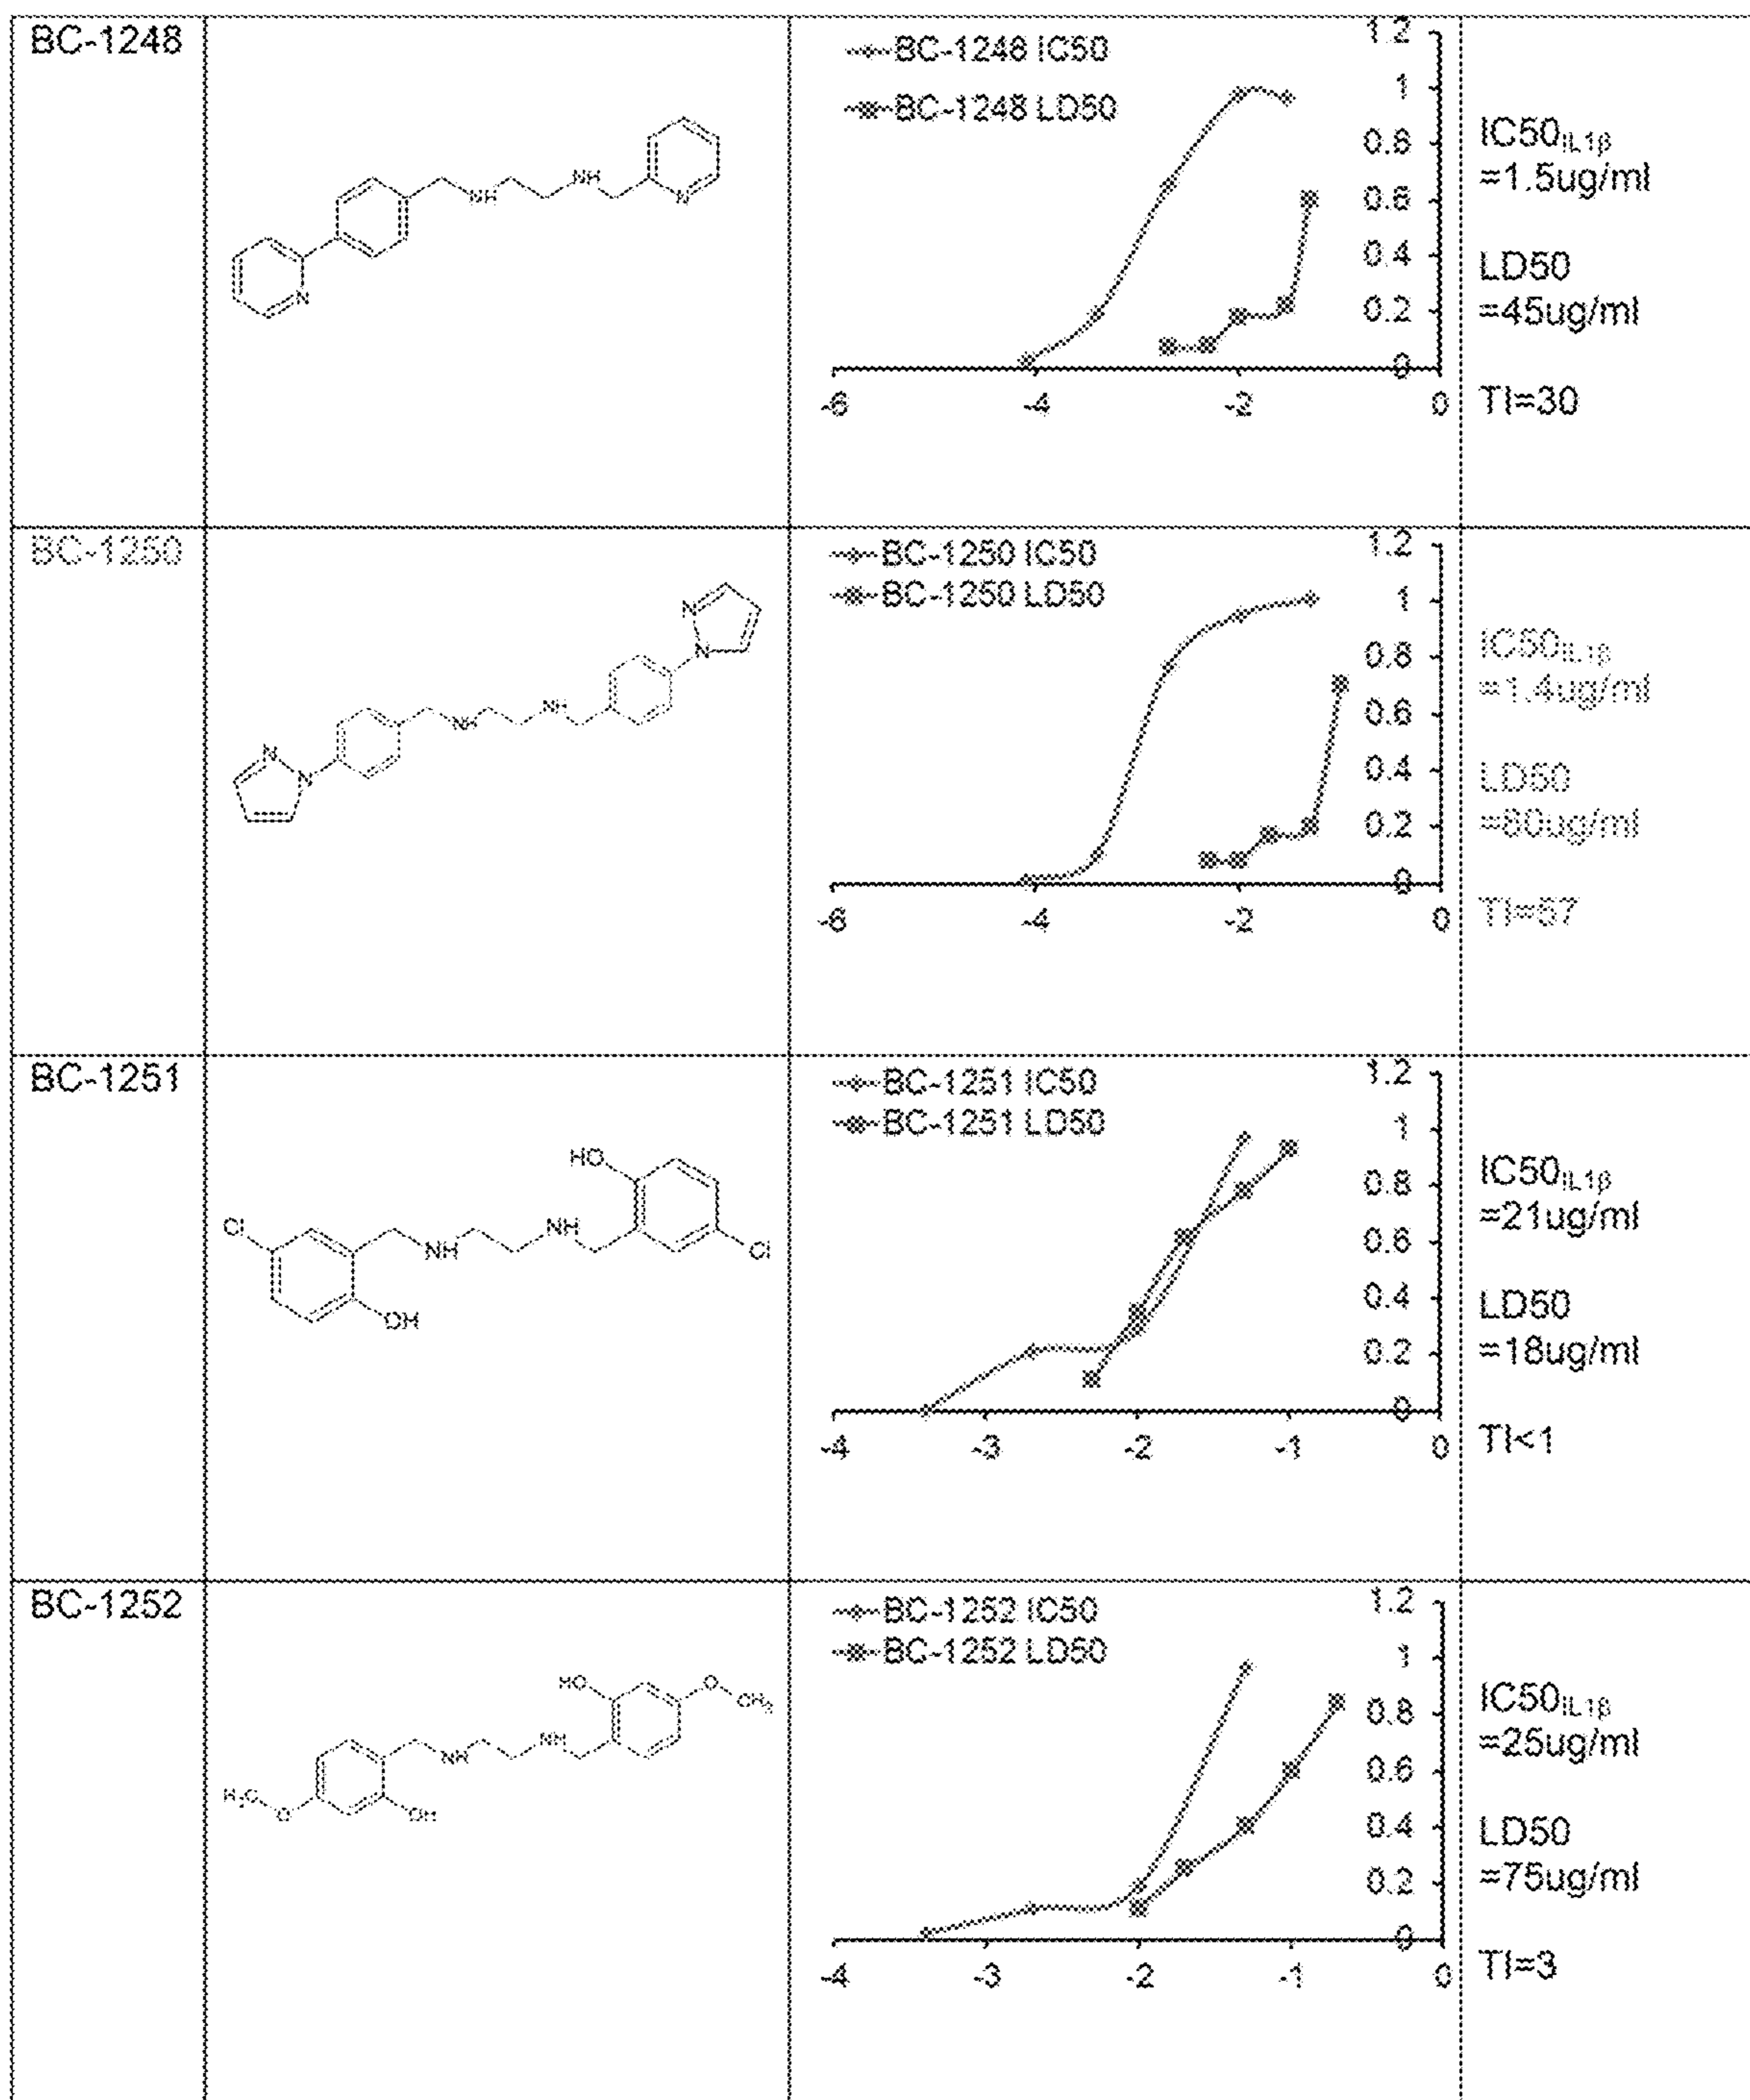 BC-1248
NH
NH
N
N
BC-1248 IC50
BC-1248 LD50
1.2
1
0.8
0.6
0.4
0.2
0
-6
-4
-2
0
IC50IL1β
=1.5ug/ml
LD50
=45ug/ml
TI=30
BC-1250
N
N
NH
NH
N
N
BC-1250 IC50
BC-1250 LD50
1.2
1
0.8
0.6
0.4
0.2
0
-6
-4
-2
0
IC50IL1β
=1.4ug/ml
LD50
=80ug/ml
TI=57
BC-1251
HO
Cl
NH
NH
Cl
OH
BC-1251 IC50
BC-1251 LD50
1.2
1
0.8
0.6
0.4
0.2
0
-4
-3
-2
-1
0
IC50IL1β
=21ug/ml
LD50
=18ug/ml
TI<1
BC-1252
HO
O
CH3
NH
NH
H3C
O
OH
BC-1252 IC50
BC-1252 LD50
1.2
1
0.8
0.6
0.4
0.2
0
-4
-3
-2
-1
0
IC50IL1β
=25ug/ml
LD50
=75ug/ml
TI=3